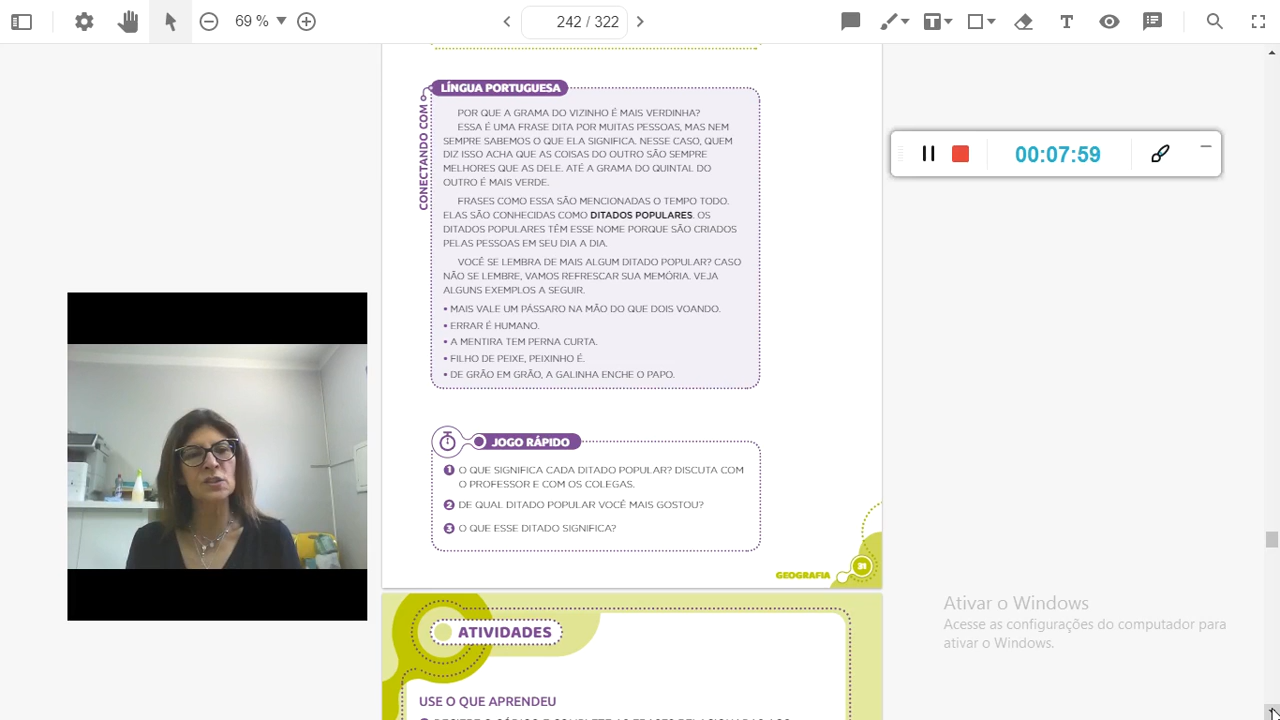 69 %
242 / 322
LÍNGUA PORTUGUESA
CONECTANDO COM
POR QUE A GRAMA DO VIZINHO É MAIS VERDINHA?
ESSA É UMA FRASE DITA POR MUITAS PESSOAS, MAS NEM
SEMPRE SABEMOS O QUE ELA SIGNIFICA. NESSE CASO, QUEM
DIZ ISSO ACHA QUE AS COISAS DO OUTRO SÃO SEMPRE
MELHORES QUE AS DELE. ATÉ A GRAMA DO QUINTAL DO
OUTRO É MAIS VERDE.
FRASES COMO ESSA SÃO MENCIONADAS O TEMPO TODO.
ELAS SÃO CONHECIDAS COMO DITADOS POPULARES. OS
DITADOS POPULARES TÊM ESSE NOME PORQUE SÃO CRIADOS
PELAS PESSOAS EM SEU DIA A DIA.
VOCÊ SE LEMBRA DE MAIS ALGUM DITADO POPULAR? CASO
NÃO SE LEMBRE, VAMOS REFRESCAR SUA MEMÓRIA. VEJA
ALGUNS EXEMPLOS A SEGUIR.
• MAIS VALE UM PÁSSARO NA MÃO DO QUE DOIS VOANDO.
• ERRAR É HUMANO.
• A MENTIRA TEM PERNA CURTA.
• FILHO DE PEIXE, PEIXINHO É.
• DE GRÃO EM GRÃO, A GALINHA ENCHE O PAPO.
JOGO RÁPIDO
1 O QUE SIGNIFICA CADA DITADO POPULAR? DISCUTA COM
O PROFESSOR E COM OS COLEGAS.
2 DE QUAL DITADO POPULAR VOCÊ MAIS GOSTOU?
3 O QUE ESSE DITADO SIGNIFICA?
GEOGRAFIA
31
ATIVIDADES
USE O QUE APRENDEU
00:07:59
Ativar o Windows
Acesse as configurações do computador para
ativar o Windows.